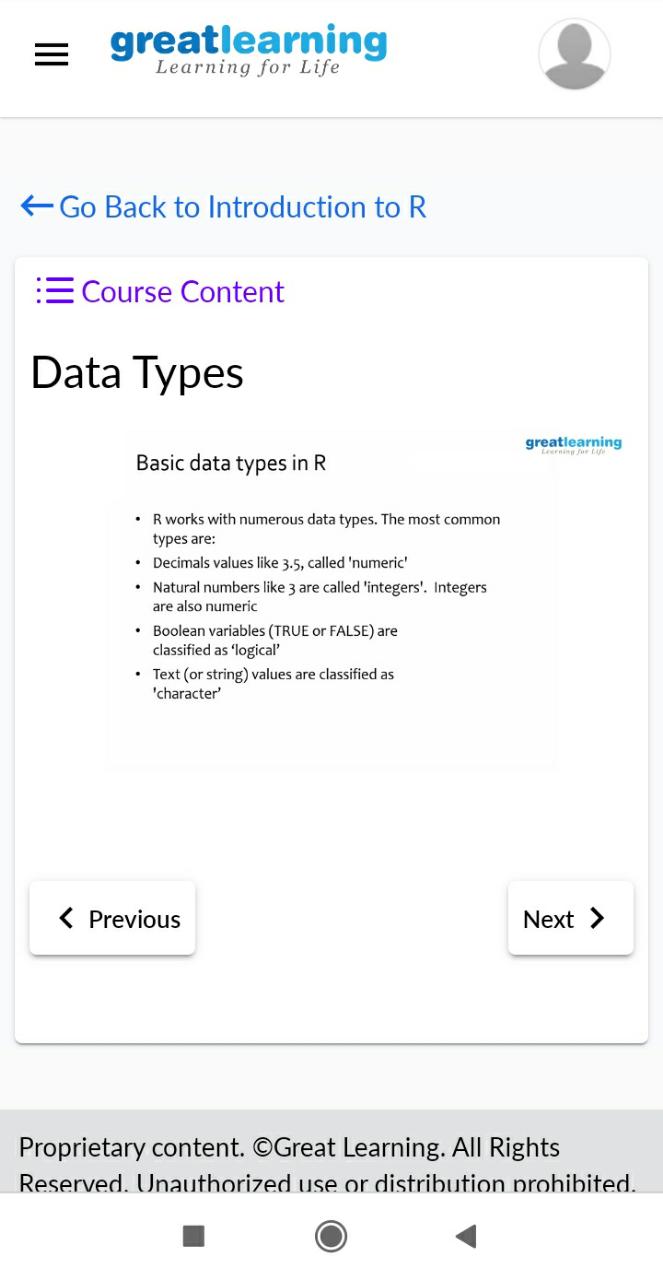 greatlearning
Learning for Life
Go Back to Introduction to R
Course Content
Data Types
greatlearning
Learning for Life
Basic data types in R
• R works with numerous data types. The most common
types are:
• Decimals values like 3.5, called 'numeric'
• Natural numbers like 3 are called 'integers'. Integers
are also numeric
• Boolean variables (TRUE or FALSE) are
classified as ‘logical’
• Text (or string) values are classified as
'character’
Previous
Next
Proprietary content. ©Great Learning. All Rights
Reserved. Unauthorized use or distribution prohibited.